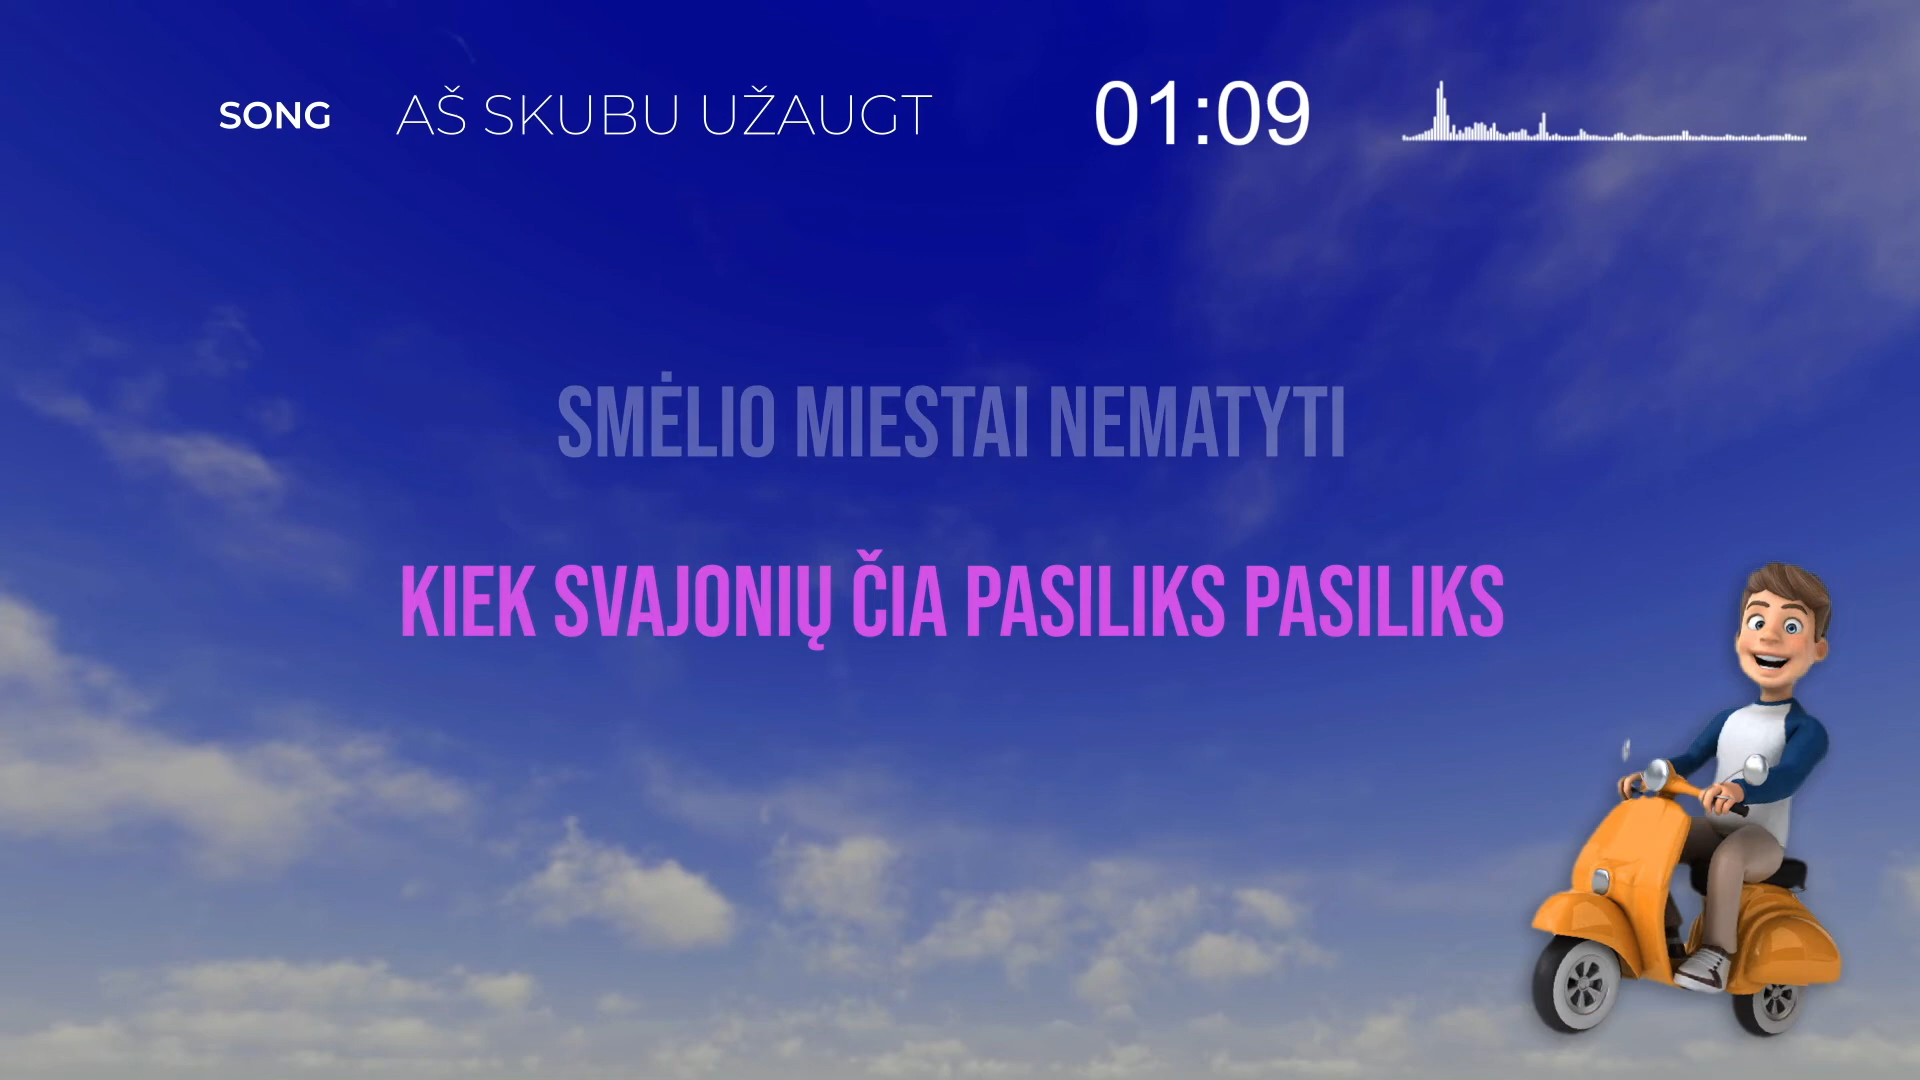 SONG AŠ SKUBU UŽAUGT 01:09
SMĖLIO MIESTAI NEMATYTI
KIEK SVAJONIŲ ČIA PASILIKS PASILIKS